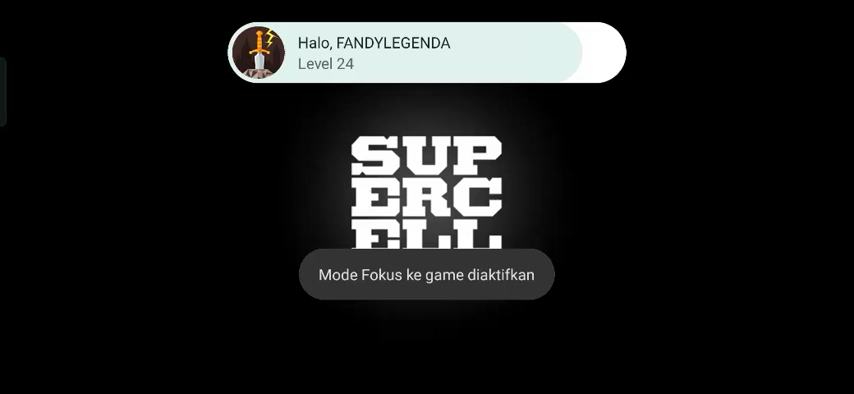 Halo, FANDYLEGENDA
Level 24
SUP
ERC
ELL
Mode Fokus ke game diaktifkan